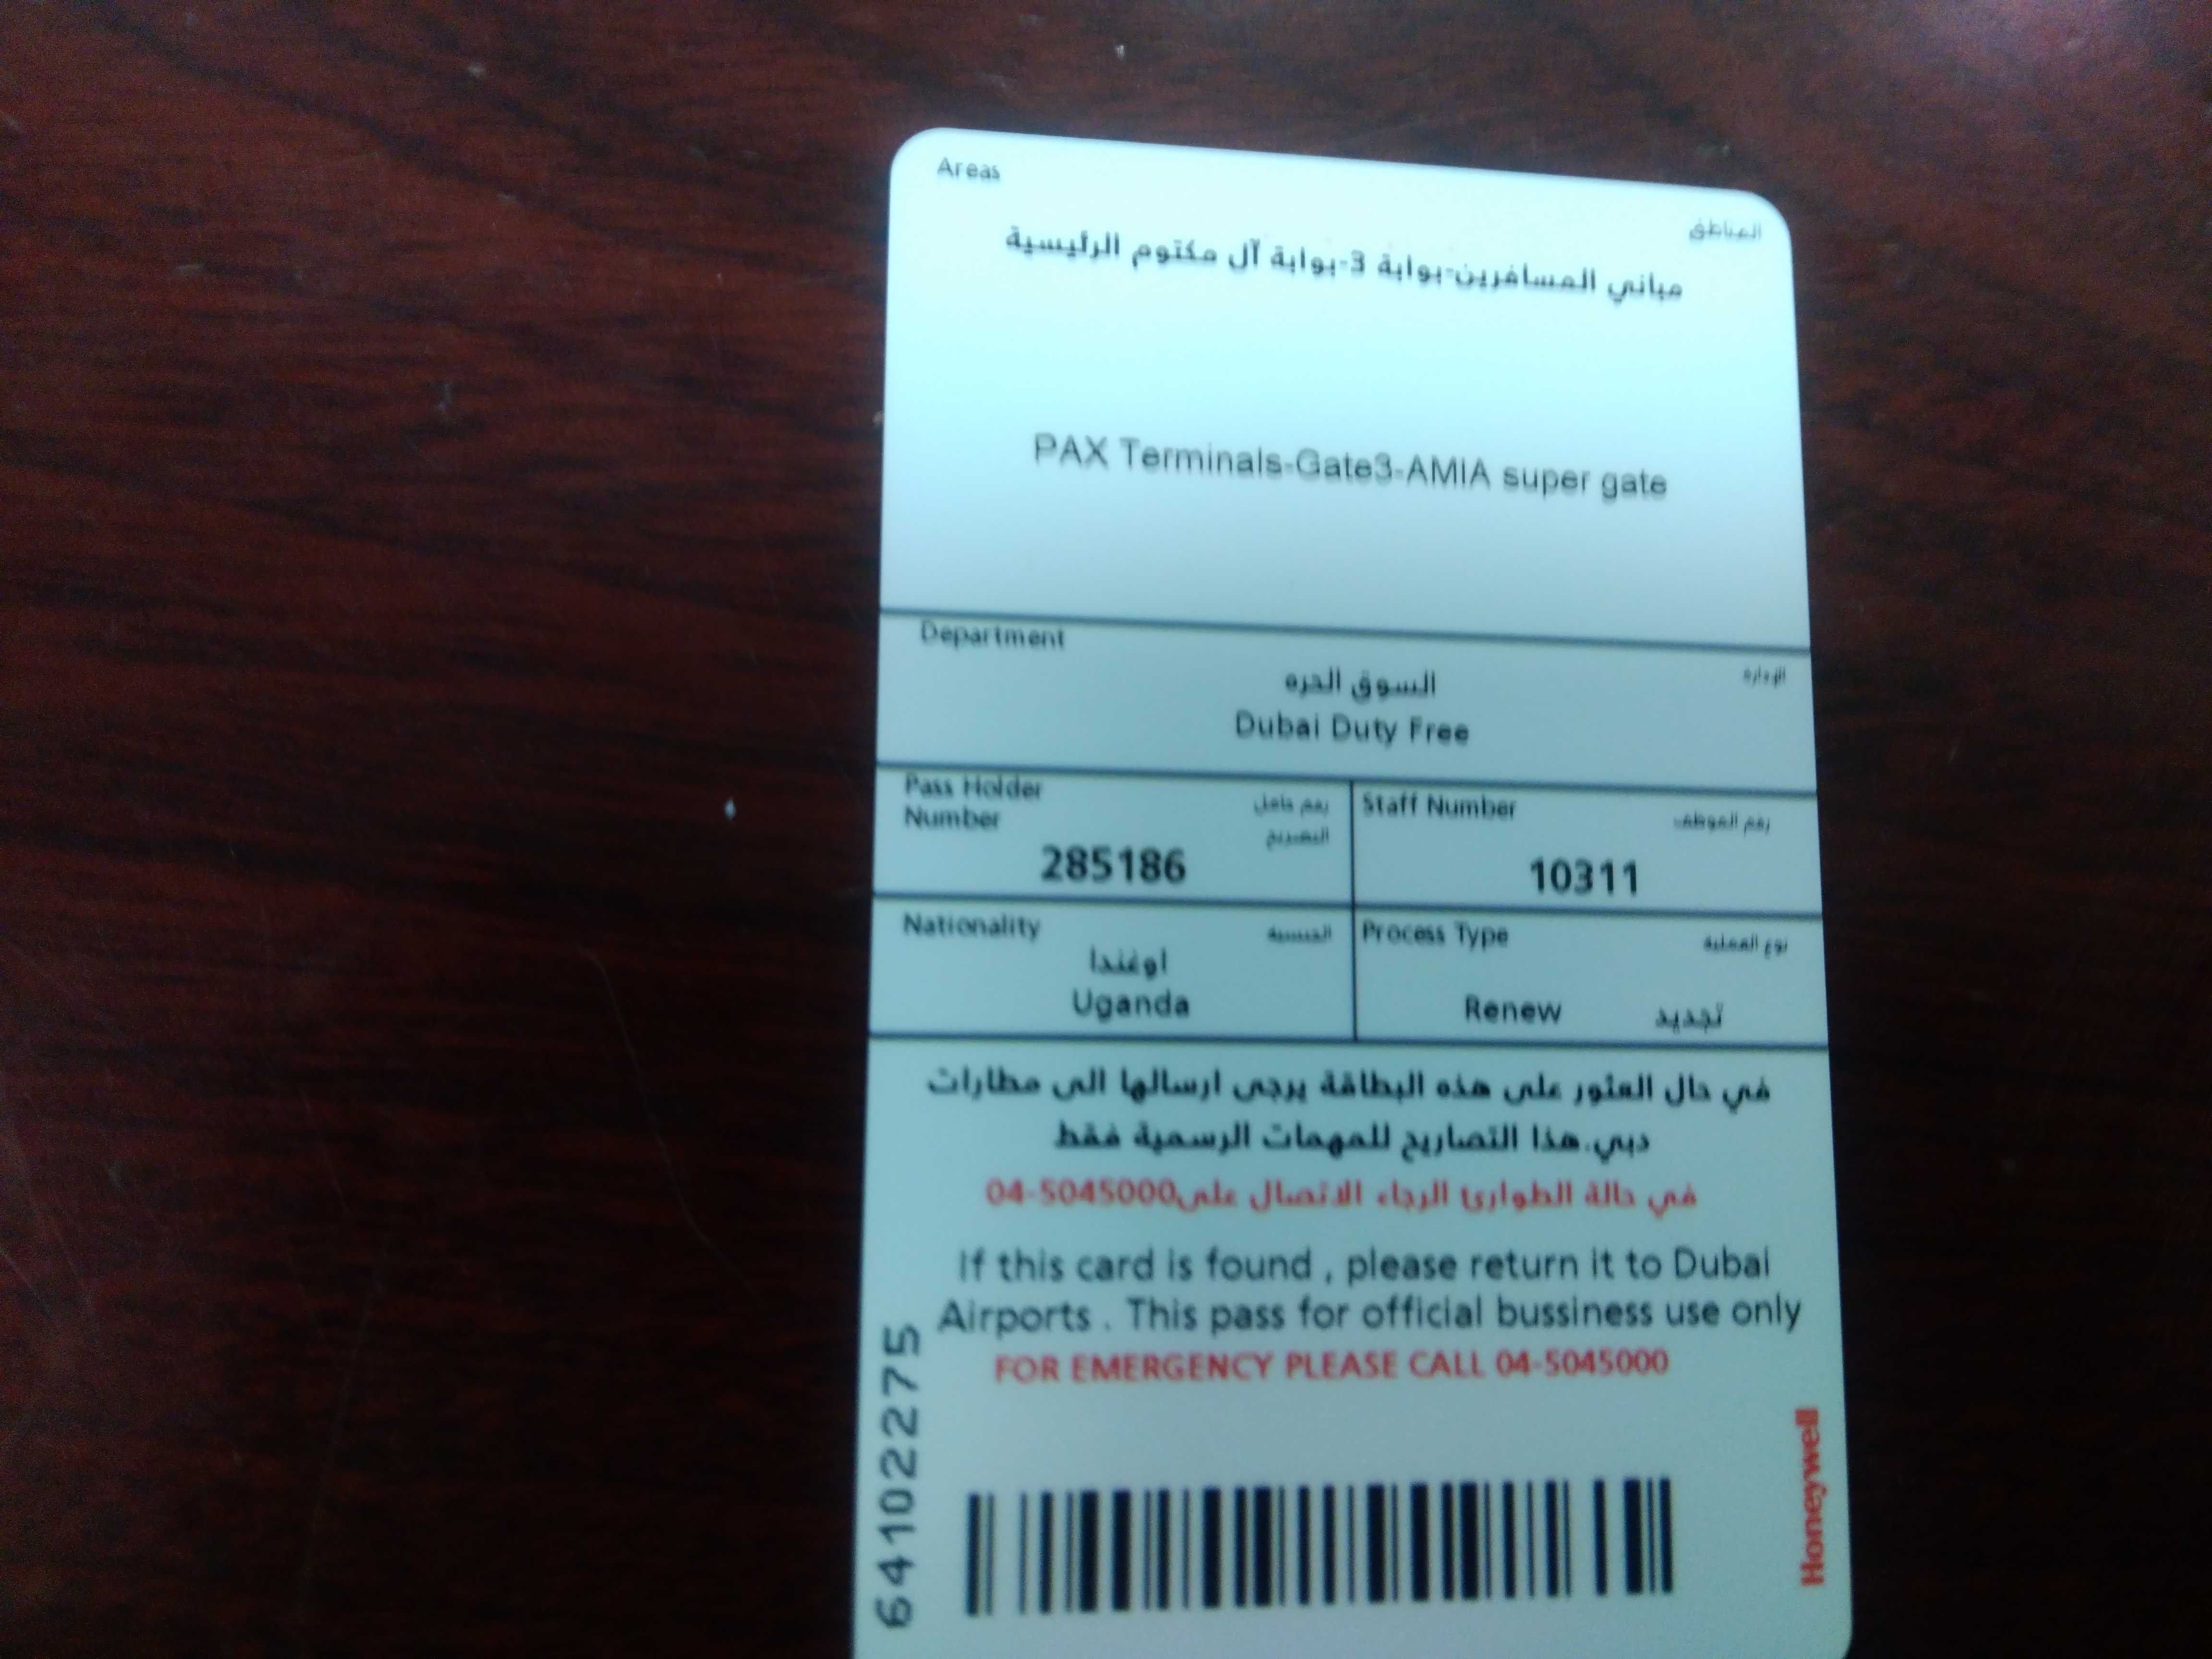 Areas
المناطق
مباني المسافرين-بوابة 3-بوابة آل مكتوم الرئيسية
PAX Terminals-Gate3-AMIA super gate
Department
الإدارة
السوق الحره
Dubai Duty Free
Pass Holder Number
رقم حامل التصريح
285186
Staff Number
رقم الموظف
10311
Nationality
الجنسية
اوغندا
Uganda
Process Type
نوع العملية
Renew تجديد
في حال العثور على هذه البطاقة يرجى ارسالها الى مطارات
دبي.هذا التصاريح للمهمات الرسمية فقط
في حالة الطوارئ الرجاء الاتصال على04-5045000
If this card is found , please return it to Dubai
Airports . This pass for official bussiness use only
FOR EMERGENCY PLEASE CALL 04-5045000
64102275
Honeywell